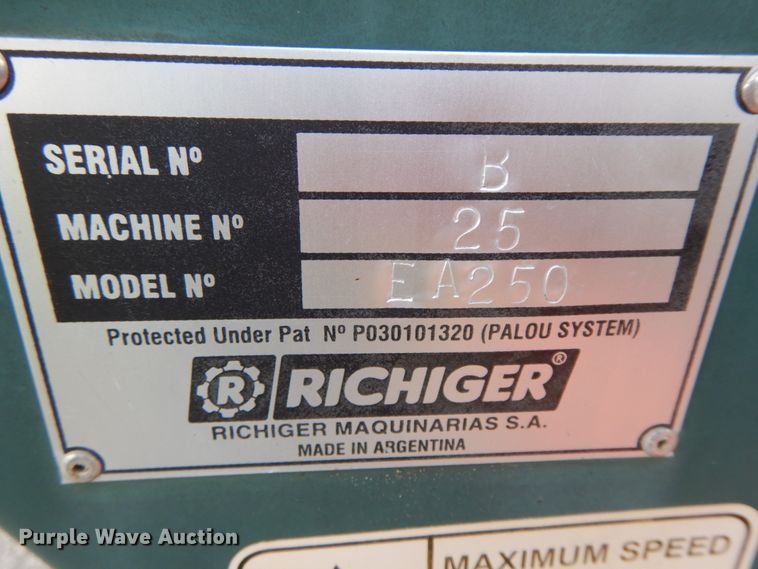 SERIAL Nº B
MACHINE Nº 25
MODEL Nº EA250
Protected Under Pat Nº P030101320 (PALOU SYSTEM)
R RICHIGER®
RICHIGER MAQUINARIAS S.A.
MADE IN ARGENTINA
Purple Wave Auction
MAXIMUM SPEED